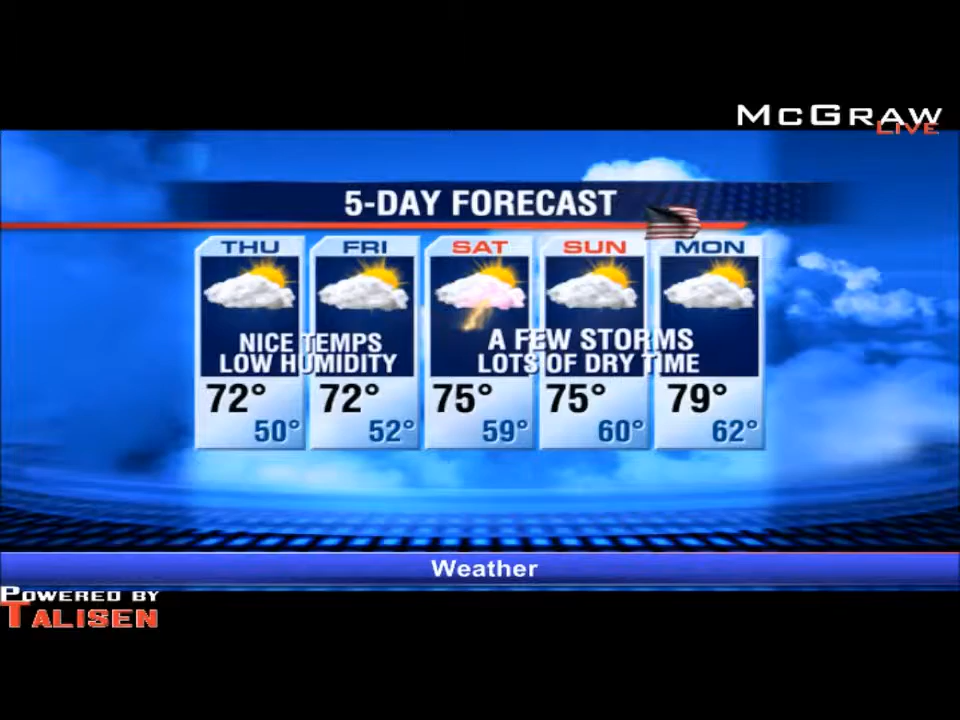 McGraw
LIVE
5-DAY FORECAST
THU FRI SAT SUN MON
NICE TEMPS
LOW HUMIDITY
A FEW STORMS
LOTS OF DRY TIME
72° 72° 75° 75° 79°
50° 52° 59° 60° 62°
Weather
POWERED BY
TALISEN